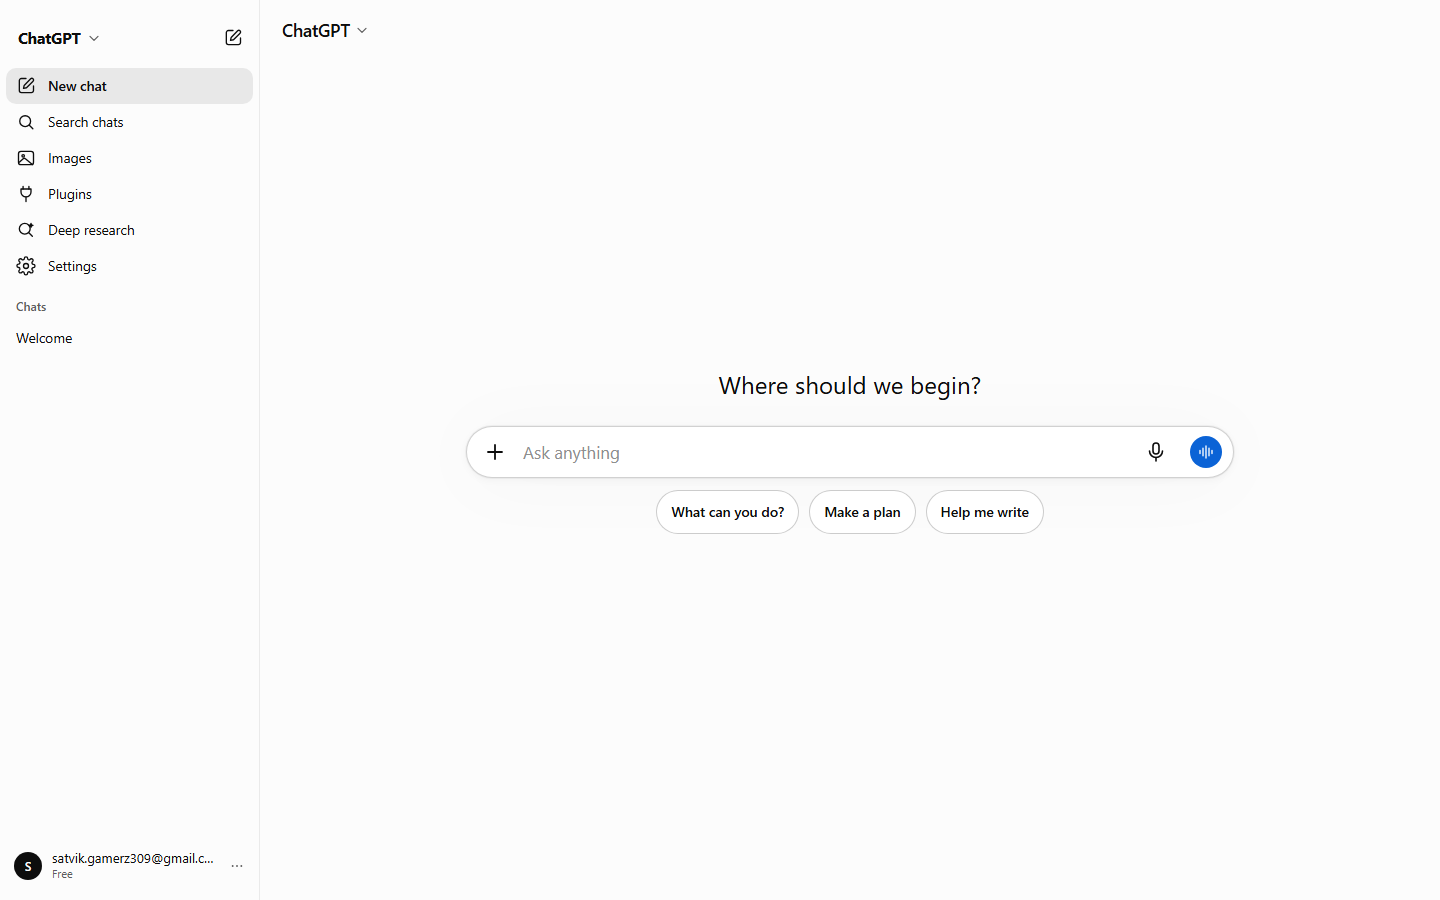 ChatGPT
New chat
Search chats
Images
Plugins
Deep research
Settings
Chats
Welcome
S
satvik.gamerz309@gmail.c...
Free
ChatGPT
Where should we begin?
Ask anything
What can you do?
Make a plan
Help me write